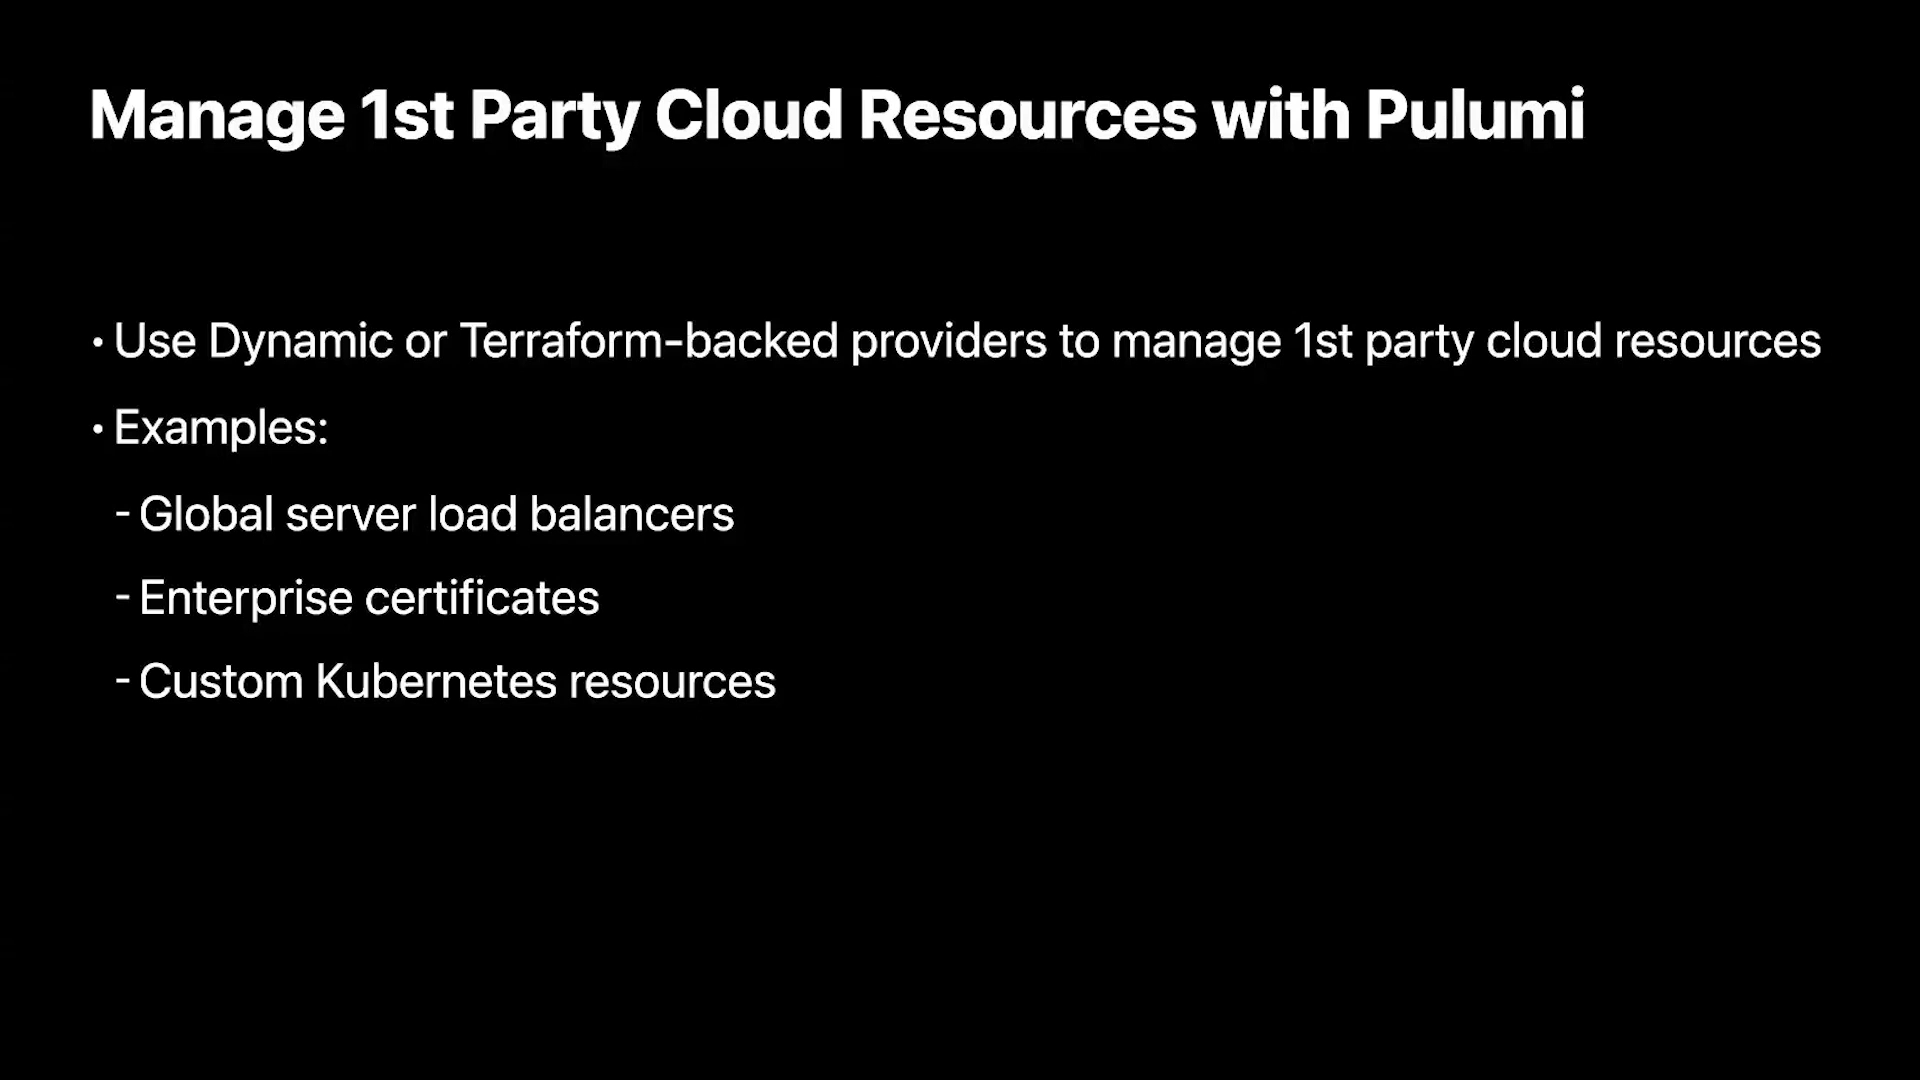 Manage 1st Party Cloud Resources with Pulumi
• Use Dynamic or Terraform-backed providers to manage 1st party cloud resources
• Examples:
- Global server load balancers
- Enterprise certificates
- Custom Kubernetes resources